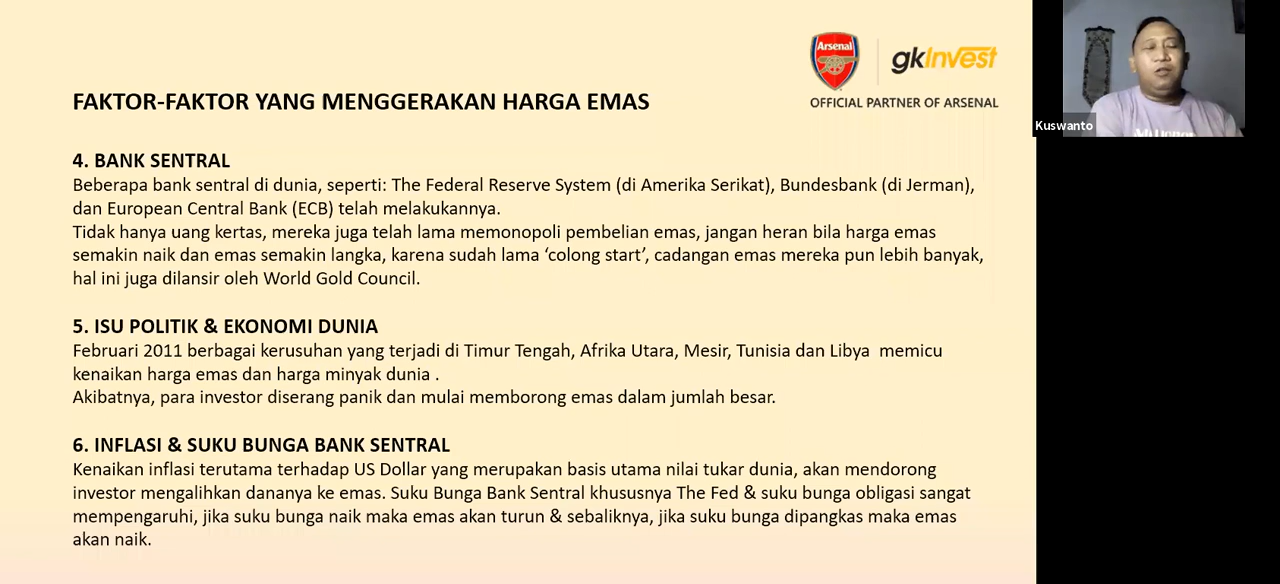 Arsenal
gkInvest
OFFICIAL PARTNER OF ARSENAL
FAKTOR-FAKTOR YANG MENGGERAKAN HARGA EMAS
4. BANK SENTRAL
Beberapa bank sentral di dunia, seperti: The Federal Reserve System (di Amerika Serikat), Bundesbank (di Jerman),
dan European Central Bank (ECB) telah melakukannya.
Tidak hanya uang kertas, mereka juga telah lama memonopoli pembelian emas, jangan heran bila harga emas
semakin naik dan emas semakin langka, karena sudah lama ‘colong start’, cadangan emas mereka pun lebih banyak,
hal ini juga dilansir oleh World Gold Council.
5. ISU POLITIK & EKONOMI DUNIA
Februari 2011 berbagai kerusuhan yang terjadi di Timur Tengah, Afrika Utara, Mesir, Tunisia dan Libya  memicu
kenaikan harga emas dan harga minyak dunia .
Akibatnya, para investor diserang panik dan mulai memborong emas dalam jumlah besar.
6. INFLASI & SUKU BUNGA BANK SENTRAL
Kenaikan inflasi terutama terhadap US Dollar yang merupakan basis utama nilai tukar dunia, akan mendorong
investor mengalihkan dananya ke emas. Suku Bunga Bank Sentral khususnya The Fed & suku bunga obligasi sangat
mempengaruhi, jika suku bunga naik maka emas akan turun & sebaliknya, jika suku bunga dipangkas maka emas
akan naik.
Kuswanto